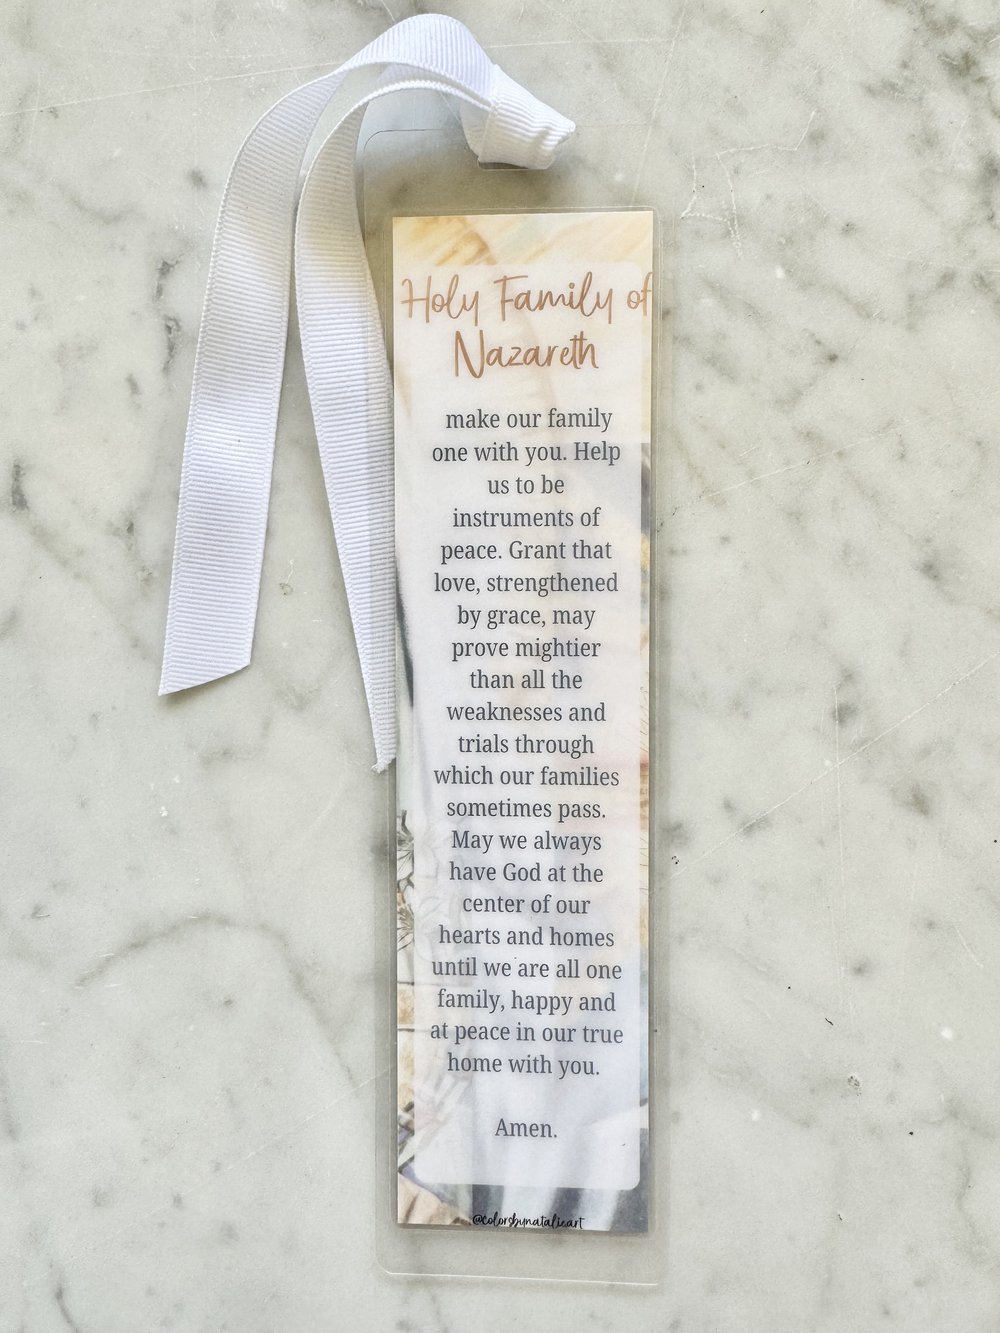 Holy Family of
Nazareth
make our family
one with you. Help
us to be
instruments of
peace. Grant that
love, strengthened
by grace, may
prove mightier
than all the
weaknesses and
trials through
which our families
sometimes pass.
May we always
have God at the
center of our
hearts and homes
until we are all one
family, happy and
at peace in our true
home with you.
Amen.
@colorsbynatalieart